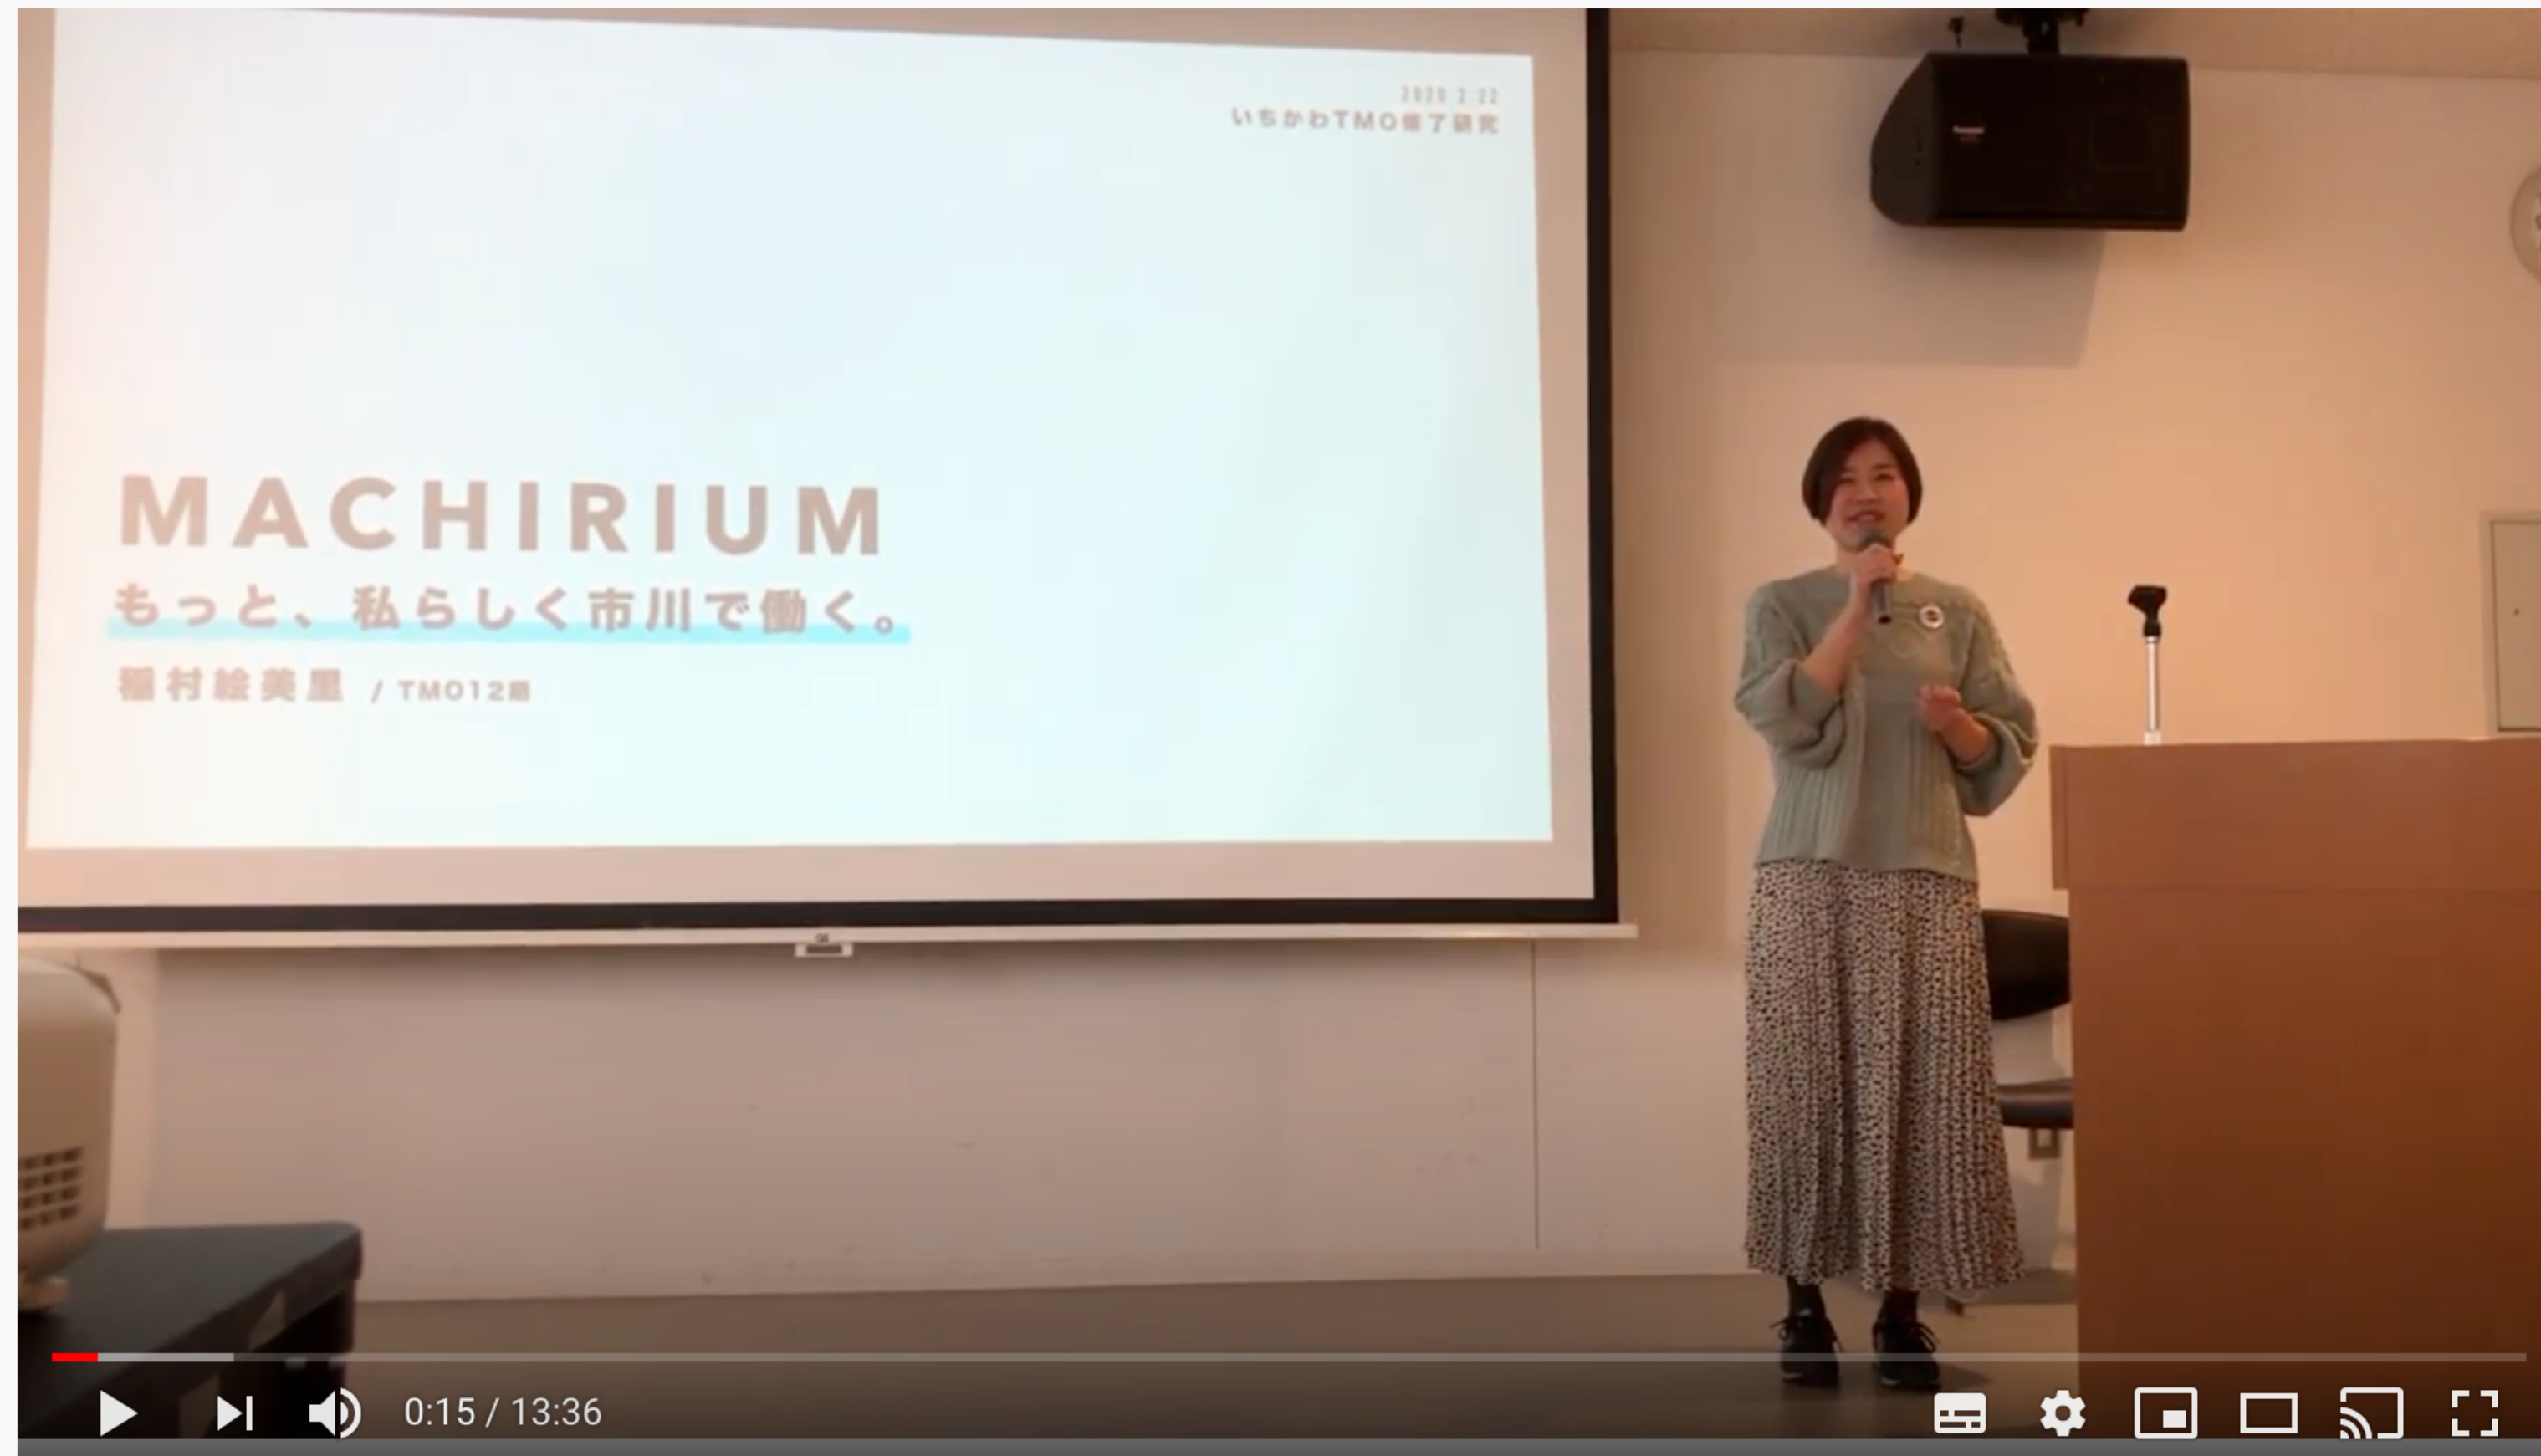 2020.2.22
いちかわTMO修了研究
MACHIRIUM
もっと、私らしく市川で働く。
稲村絵美里 / TMO12期
0:15 / 13:36